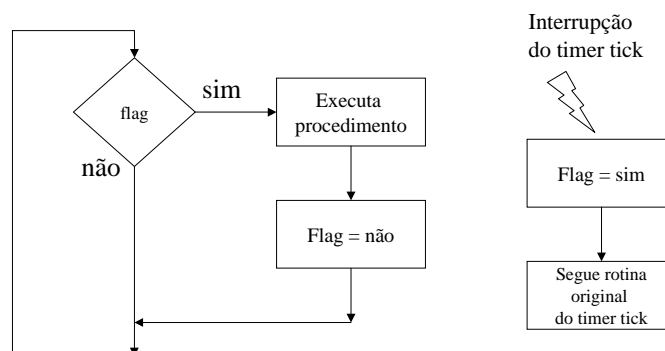 Interrupção
do timer tick
flag
sim
não
Executa
procedimento
Flag = não
Flag = sim
Segue rotina
original
do timer tick